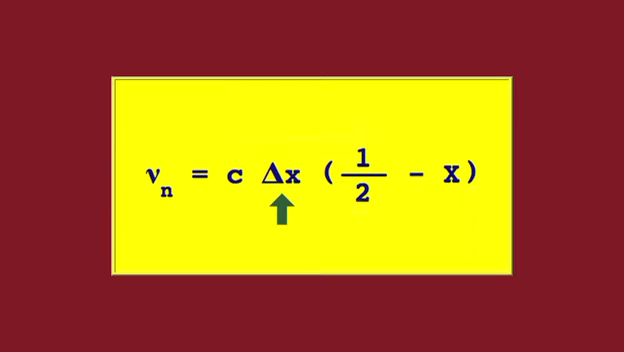 ν_n = c Δx (1/2 - X)